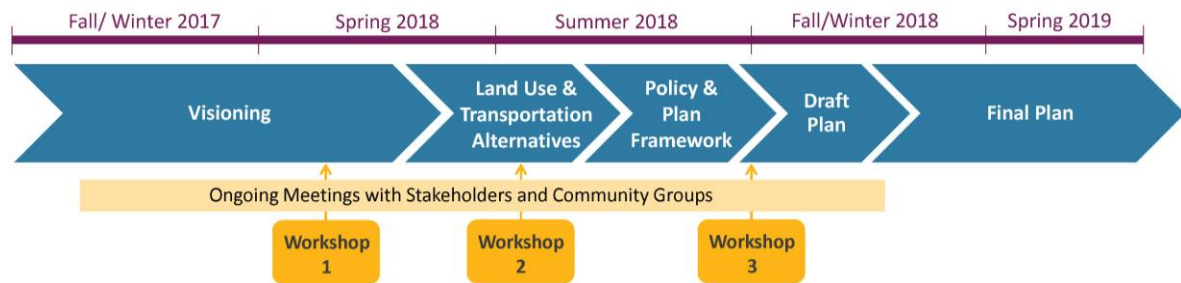 Fall/ Winter 2017
Spring 2018
Summer 2018
Fall/Winter 2018
Spring 2019
Visioning
Land Use &
Transportation
Alternatives
Policy &
Plan
Framework
Draft
Plan
Final Plan
Ongoing Meetings with Stakeholders and Community Groups
Workshop
1
Workshop
2
Workshop
3